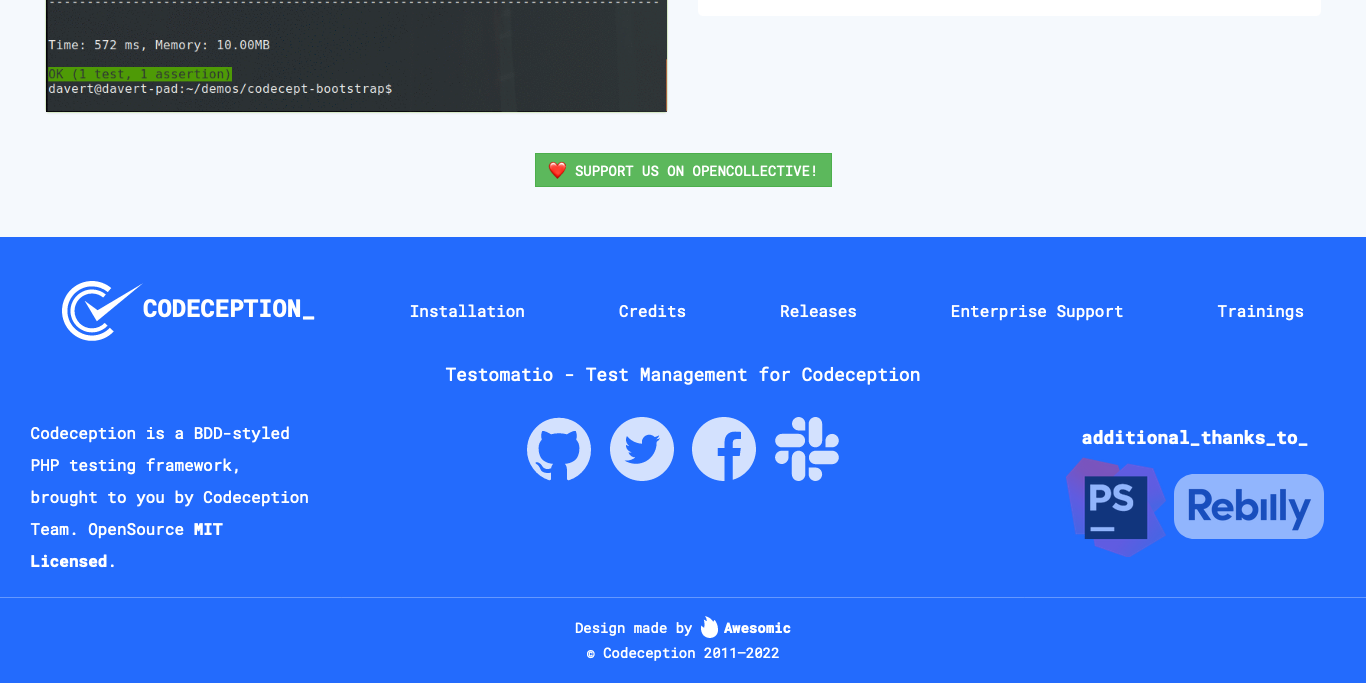 Time: 572 ms, Memory: 10.00MB
OK (1 test, 1 assertion)
davert@davert-pad:~/demos/codecept-bootstrap$
❤️ SUPPORT US ON OPENCOLLECTIVE!
CODECEPTION_
Installation
Credits
Releases
Enterprise Support
Trainings
Testomatio - Test Management for Codeception
Codeception is a BDD-styled
PHP testing framework,
brought to you by Codeception
Team. OpenSource MIT
Licensed.
additional_thanks_to_
PS
Rebilly
Design made by Awesomic
© Codeception 2011–2022